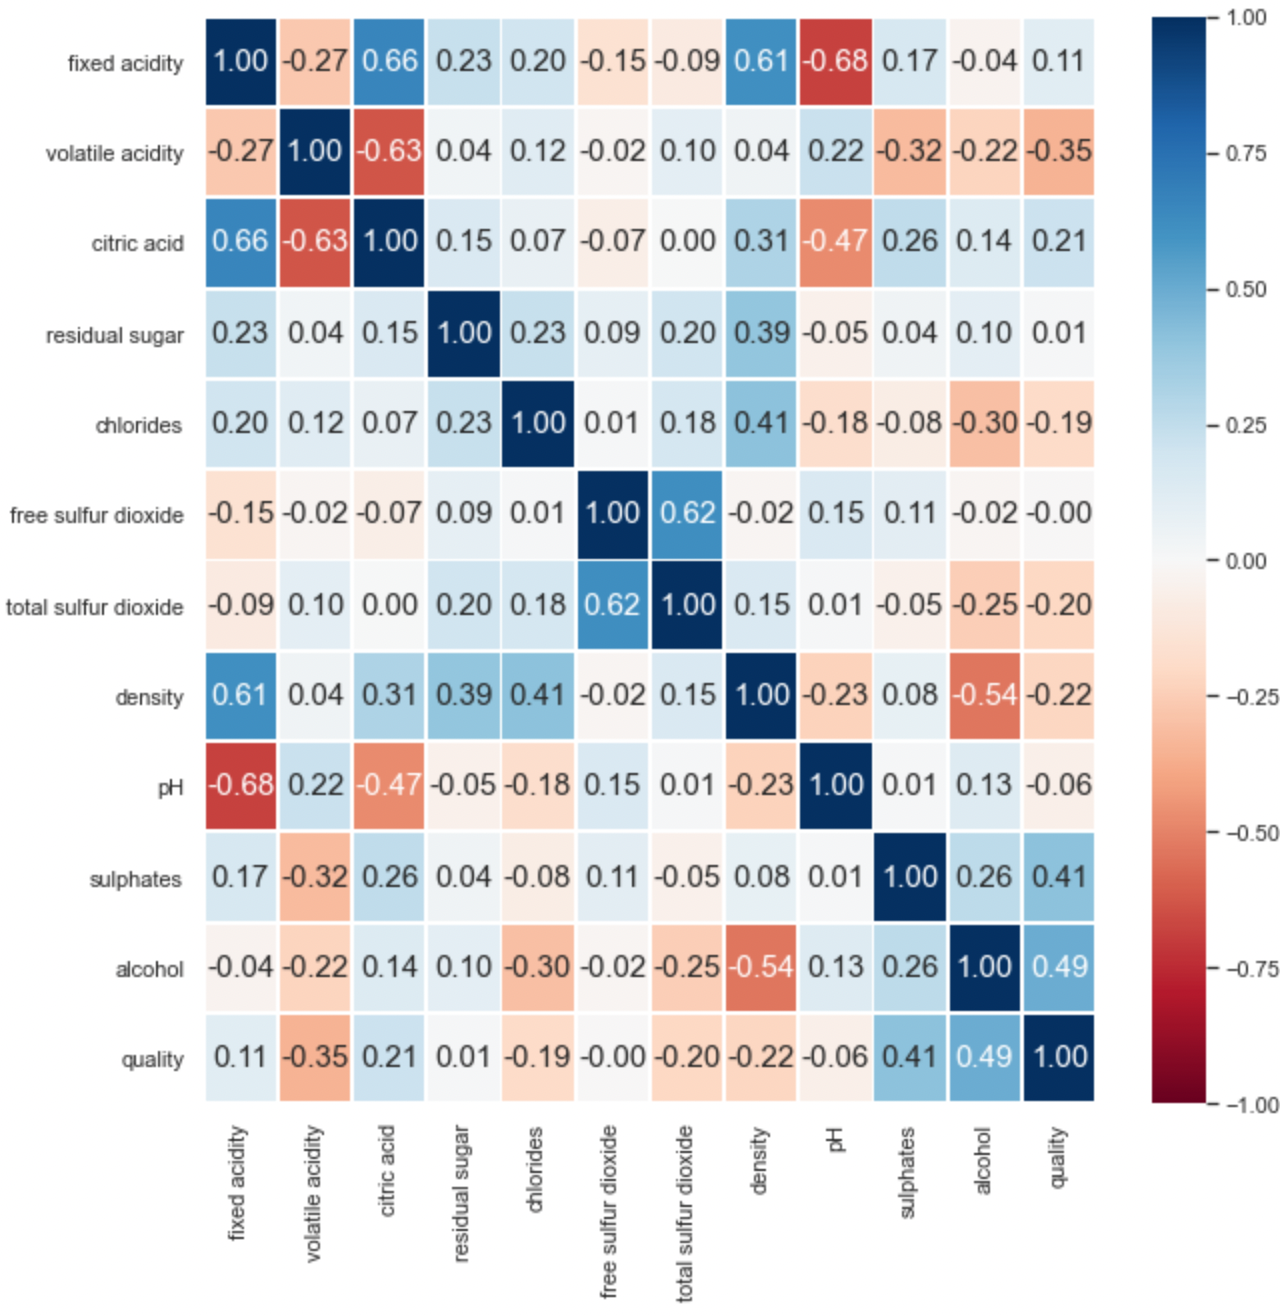 fixed acidity 1.00 -0.27 0.66 0.23 0.20 -0.15 -0.09 0.61 -0.68 0.17 -0.04 0.11
volatile acidity -0.27 1.00 -0.63 0.04 0.12 -0.02 0.10 0.04 0.22 -0.32 -0.22 -0.35
citric acid 0.66 -0.63 1.00 0.15 0.07 -0.07 0.00 0.31 -0.47 0.26 0.14 0.21
residual sugar 0.23 0.04 0.15 1.00 0.23 0.09 0.20 0.39 -0.05 0.04 0.10 0.01
chlorides 0.20 0.12 0.07 0.23 1.00 0.01 0.18 0.41 -0.18 -0.08 -0.30 -0.19
free sulfur dioxide -0.15 -0.02 -0.07 0.09 0.01 1.00 0.62 -0.02 0.15 0.11 -0.02 -0.00
total sulfur dioxide -0.09 0.10 0.00 0.20 0.18 0.62 1.00 0.15 0.01 -0.05 -0.25 -0.20
density 0.61 0.04 0.31 0.39 0.41 -0.02 0.15 1.00 -0.23 0.08 -0.54 -0.22
pH -0.68 0.22 -0.47 -0.05 -0.18 0.15 0.01 -0.23 1.00 0.01 0.13 -0.06
sulphates 0.17 -0.32 0.26 0.04 -0.08 0.11 -0.05 0.08 0.01 1.00 0.26 0.41
alcohol -0.04 -0.22 0.14 0.10 -0.30 -0.02 -0.25 -0.54 0.13 0.26 1.00 0.49
quality 0.11 -0.35 0.21 0.01 -0.19 -0.00 -0.20 -0.22 -0.06 0.41 0.49 1.00
fixed acidity
volatile acidity
citric acid
residual sugar
chlorides
free sulfur dioxide
total sulfur dioxide
density
pH
sulphates
alcohol
quality
1.00
0.75
0.50
0.25
0.00
−0.25
−0.50
−0.75
−1.00